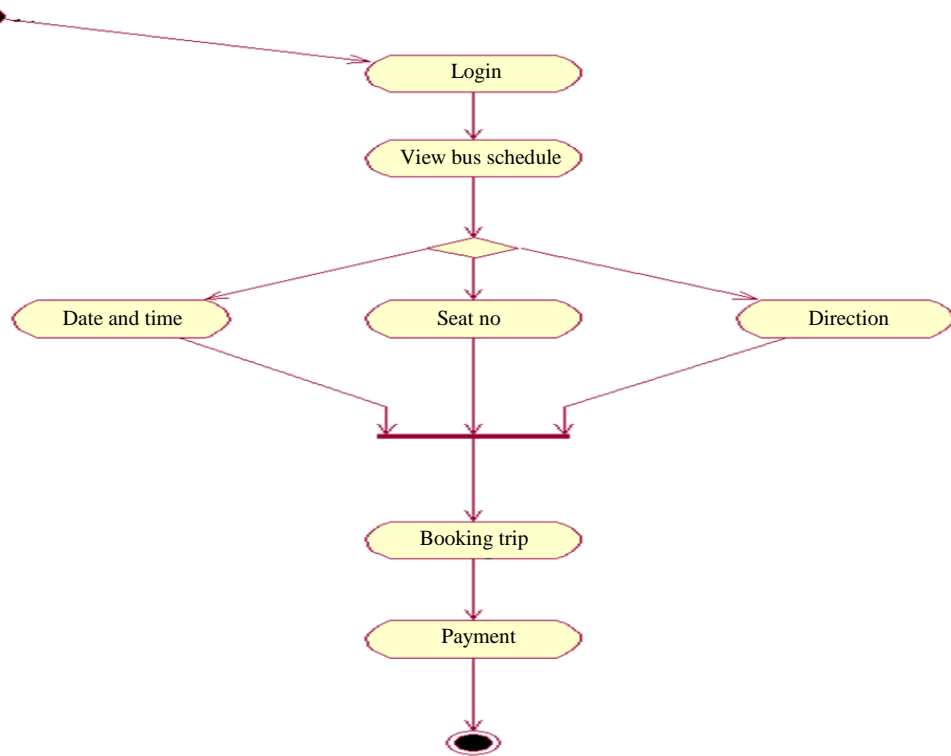 Login
View bus schedule
Date and time
Seat no
Direction
Booking trip
Payment